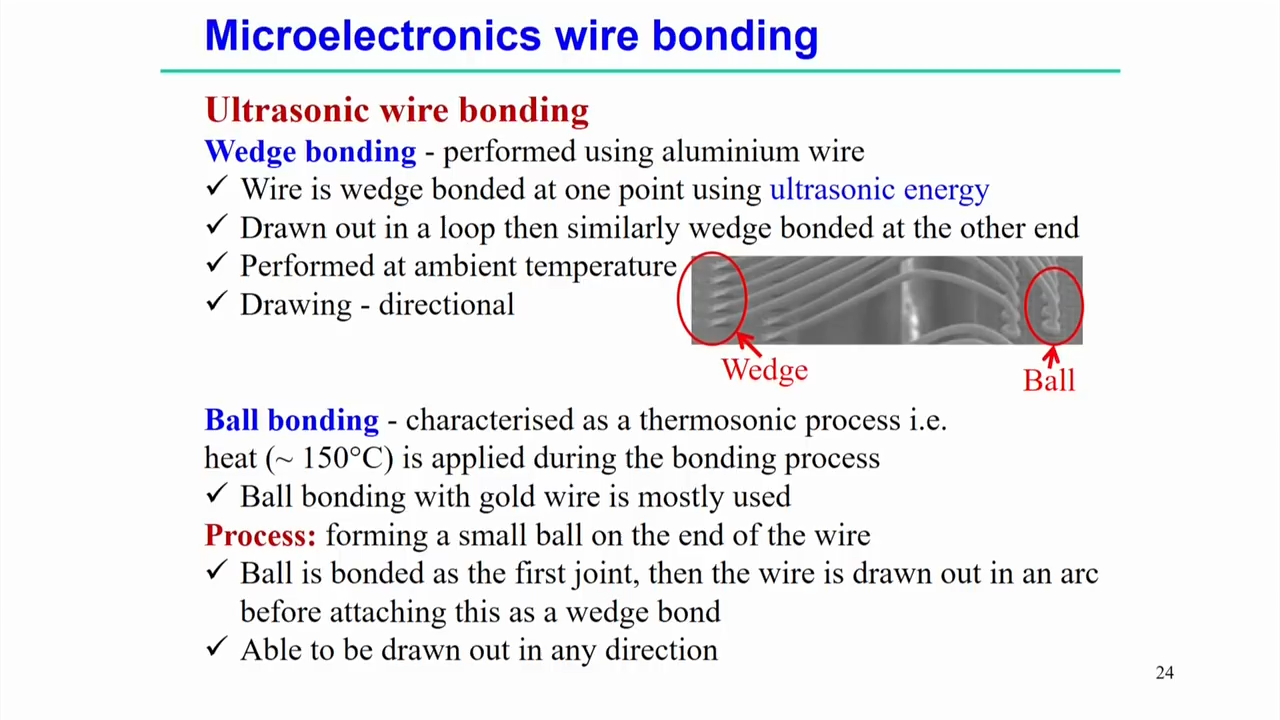 Microelectronics wire bonding
Ultrasonic wire bonding
Wedge bonding - performed using aluminium wire
✓ Wire is wedge bonded at one point using ultrasonic energy
✓ Drawn out in a loop then similarly wedge bonded at the other end
✓ Performed at ambient temperature
✓ Drawing - directional
Wedge
Ball
Ball bonding - characterised as a thermosonic process i.e.
heat (~ 150°C) is applied during the bonding process
✓ Ball bonding with gold wire is mostly used
Process: forming a small ball on the end of the wire
✓ Ball is bonded as the first joint, then the wire is drawn out in an arc
before attaching this as a wedge bond
✓ Able to be drawn out in any direction
24